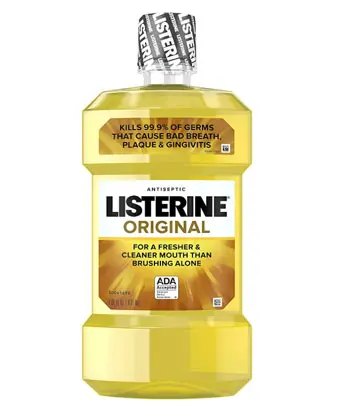 LISTERINE
KILLS 99.9% OF GERMS
THAT CAUSE BAD BREATH,
PLAQUE & GINGIVITIS
ANTISEPTIC
LISTERINE®
ORIGINAL
FOR A FRESHER &
CLEANER MOUTH THAN
BRUSHING ALONE
ADA
Accepted